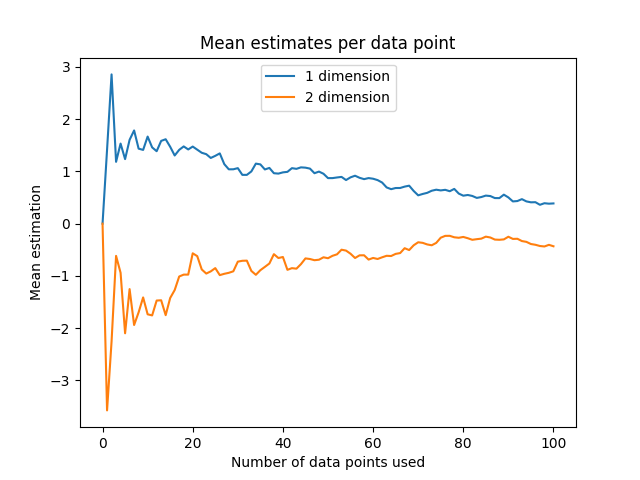 Mean estimates per data point
1 dimension
2 dimension
3
2
1
0
−1
−2
−3
Mean estimation
0 20 40 60 80 100
Number of data points used